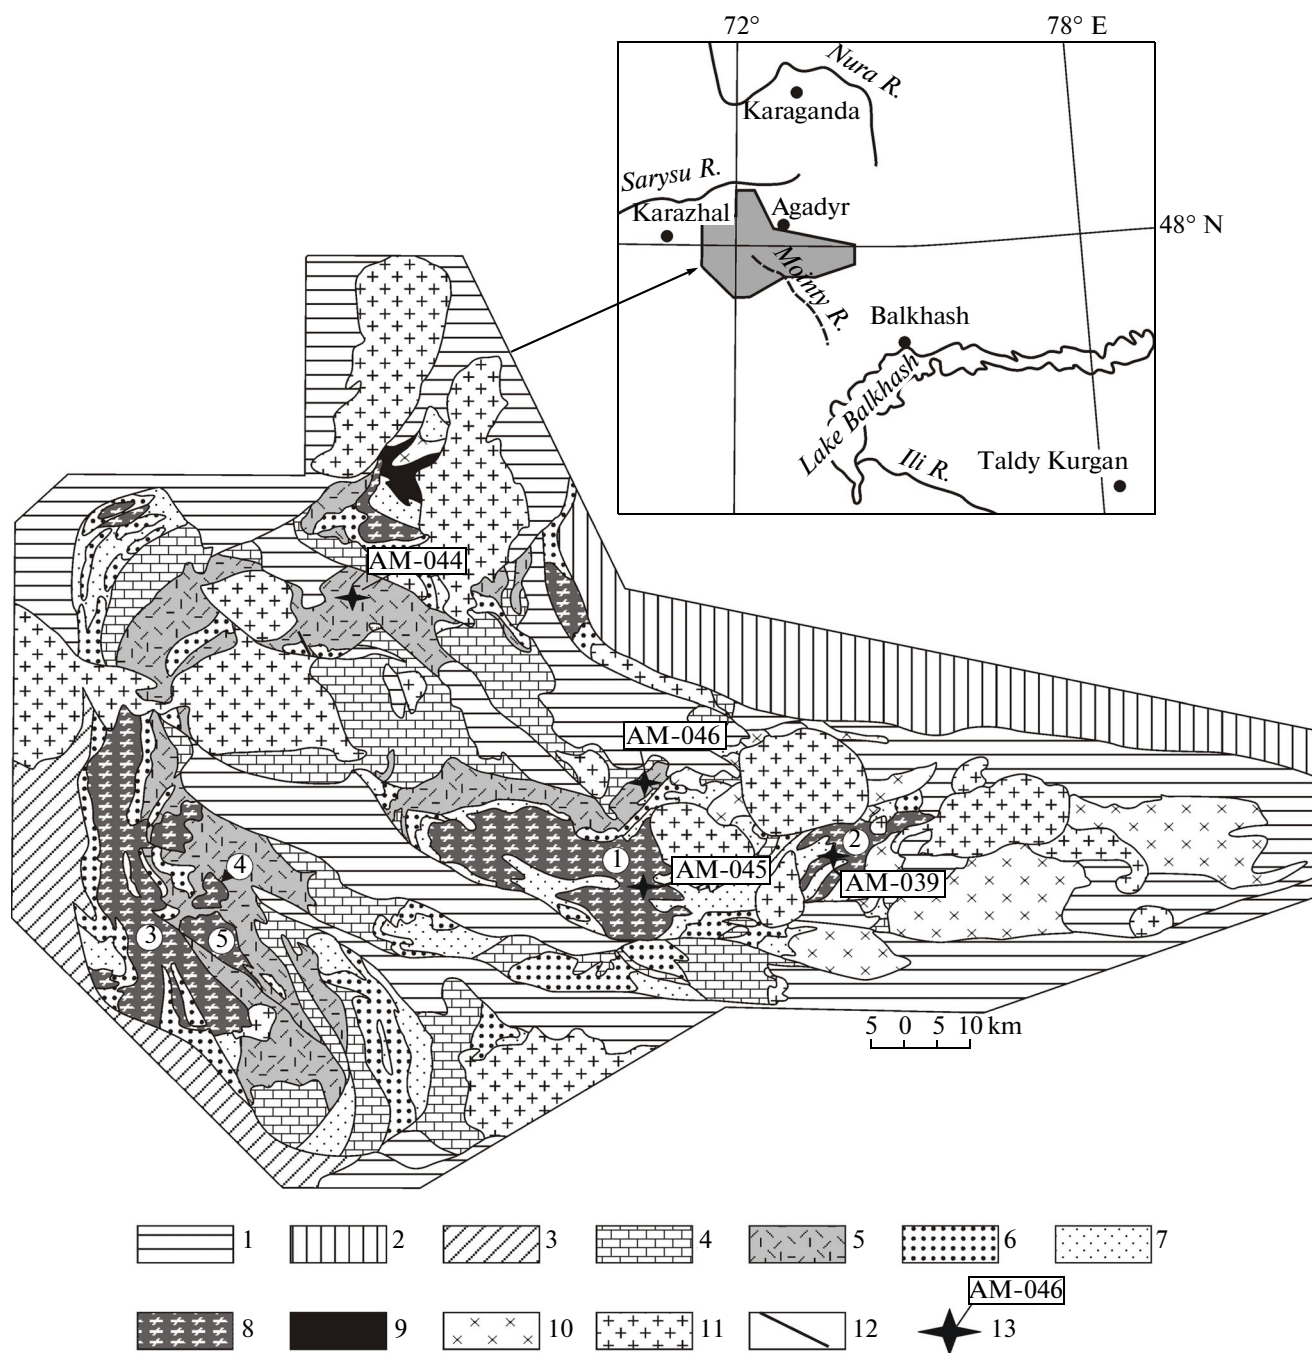 72°
78° E
Nura R.
Karaganda
Sarysu R.
Karazhal
Agadyr
48° N
Mointy R.
Balkhash
Lake Balkhash
Ili R.
Taldy Kurgan
AM-044
AM-046
1
2
AM-045
AM-039
4
3
5
5 0 5 10 km
1 2 3 4 5 6 7
AM-046
8 9 10 11 12 13